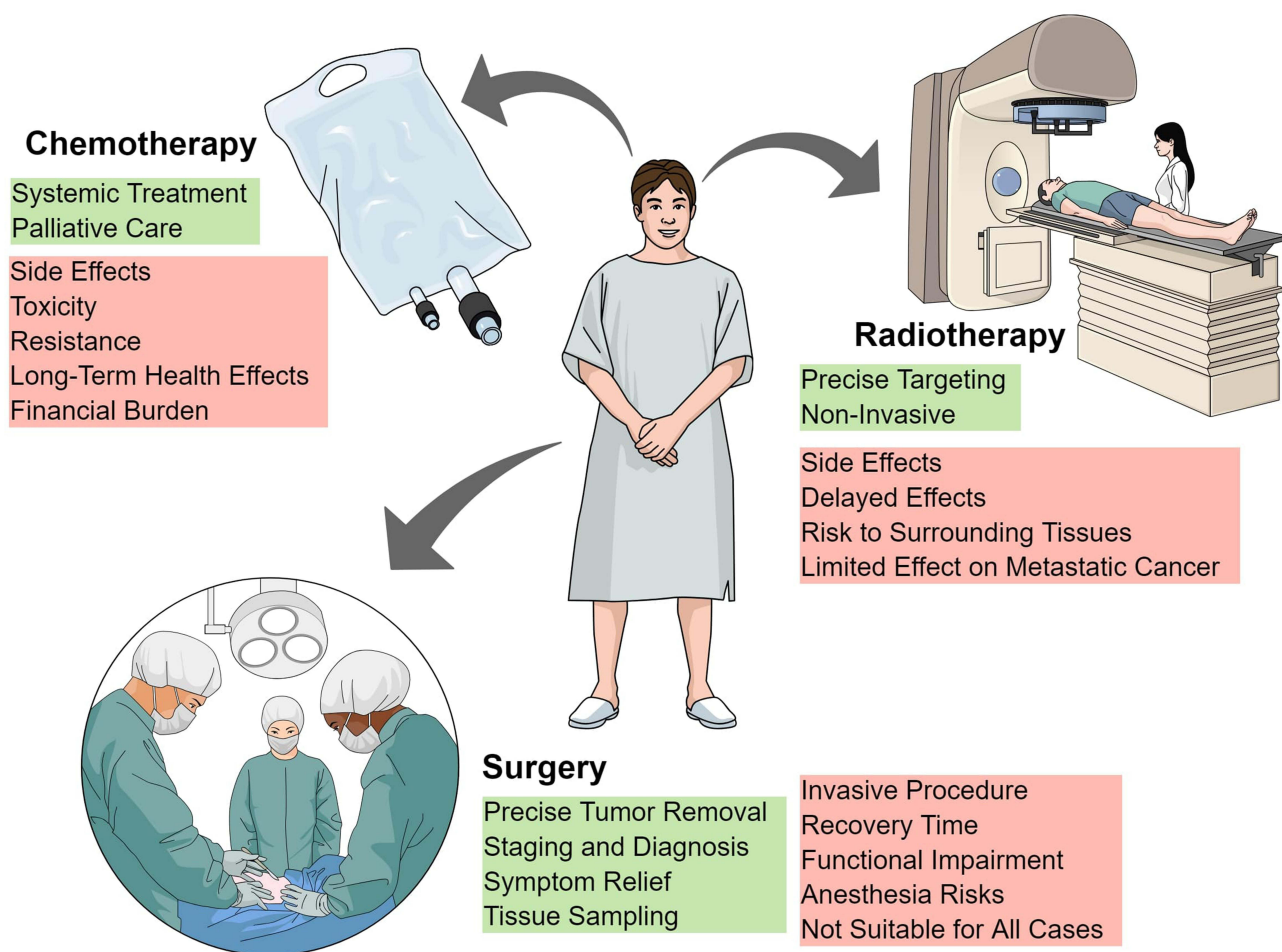 Chemotherapy
Systemic Treatment
Palliative Care
Side Effects
Toxicity
Resistance
Long-Term Health Effects
Financial Burden
Radiotherapy
Precise Targeting
Non-Invasive
Side Effects
Delayed Effects
Risk to Surrounding Tissues
Limited Effect on Metastatic Cancer
Surgery
Precise Tumor Removal
Staging and Diagnosis
Symptom Relief
Tissue Sampling
Invasive Procedure
Recovery Time
Functional Impairment
Anesthesia Risks
Not Suitable for All Cases